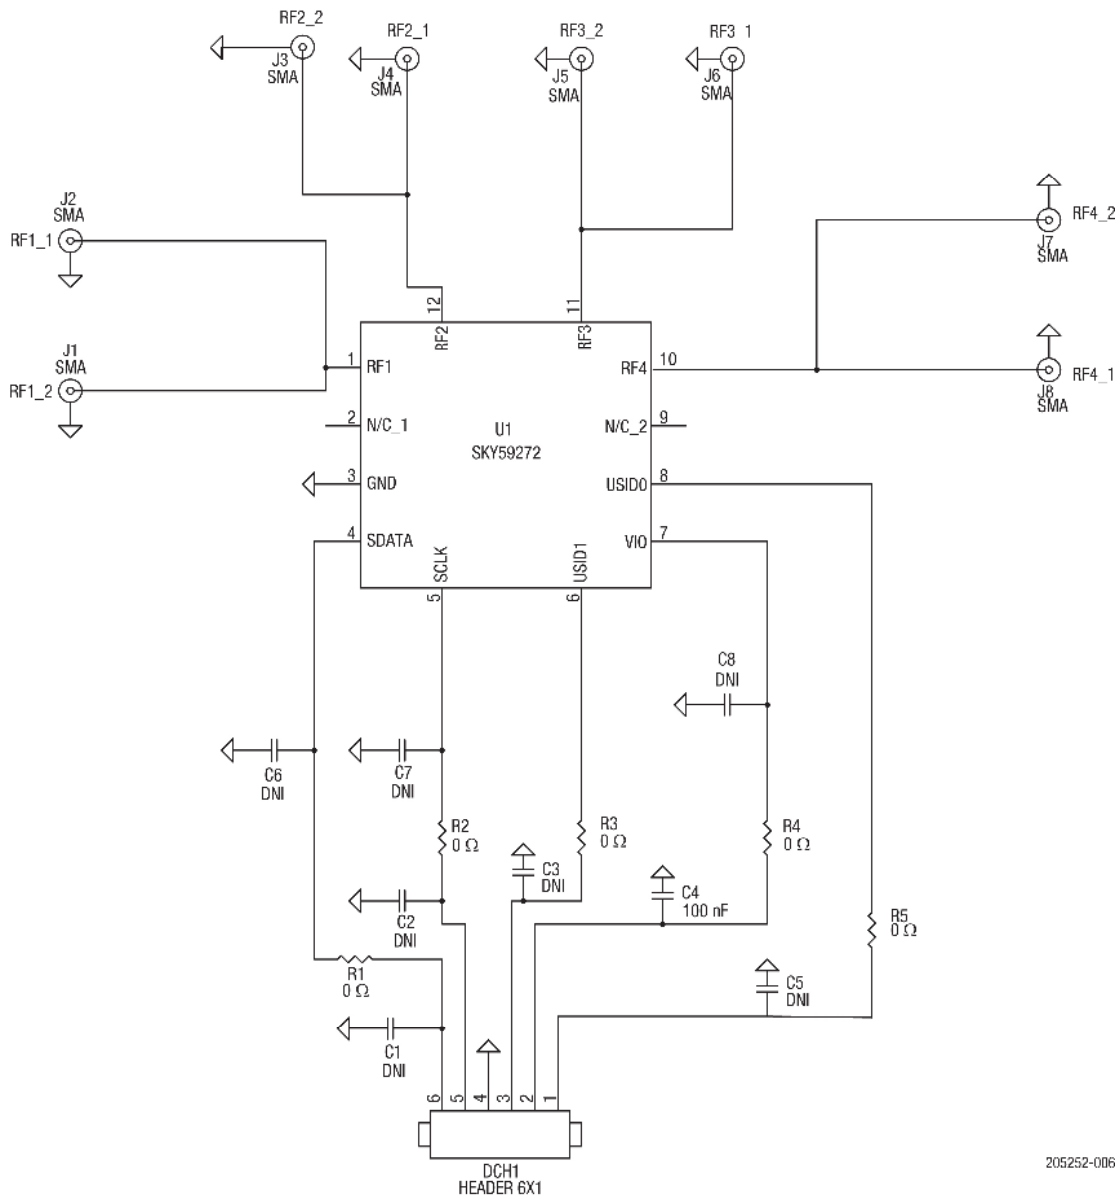 RF2_2
J3
SMA
RF2_1
J4
SMA
RF3_2
J5
SMA
RF3_1
J6
SMA
J2
SMA
RF1_1
J1
SMA
RF1_2
RF4_2
J7
SMA
RF4_1
J8
SMA
12
RF2
11
RF3
1
RF1
RF4
10
2
N/C_1
N/C_2
9
U1
SKY59272
3
GND
USID0
8
4
SDATA
VIO
7
SCLK
5
USID1
6
C8
DNI
C6
DNI
C7
DNI
R2
0 Ω
R3
0 Ω
R4
0 Ω
C3
DNI
C4
100 nF
C2
DNI
R5
0 Ω
R1
0 Ω
C5
DNI
C1
DNI
6
5
4
3
2
1
DCH1
HEADER 6X1
205252-006